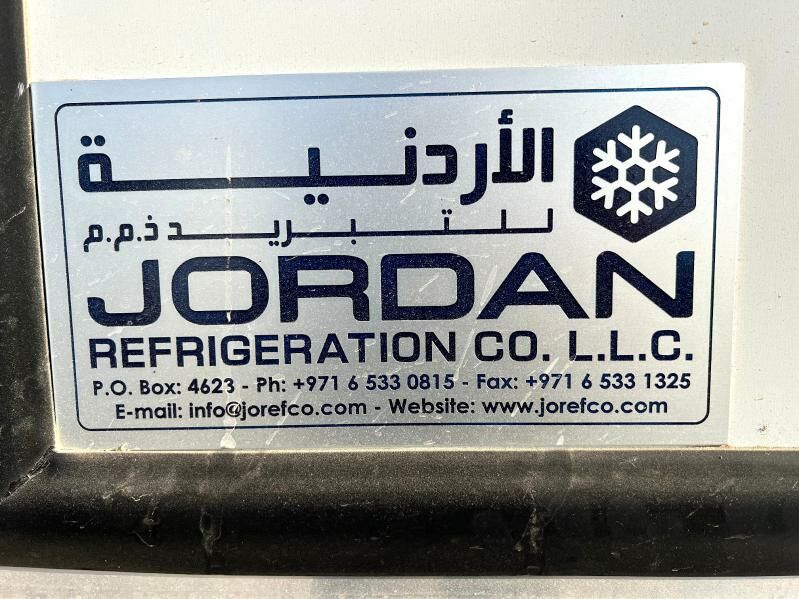 الأردنية
للتبريد ذ.م.م
JORDAN
REFRIGERATION CO. L.L.C.
P.O. Box: 4623 - Ph: +971 6 533 0815 - Fax: +971 6 533 1325
E-mail: info@jorefco.com - Website: www.jorefco.com